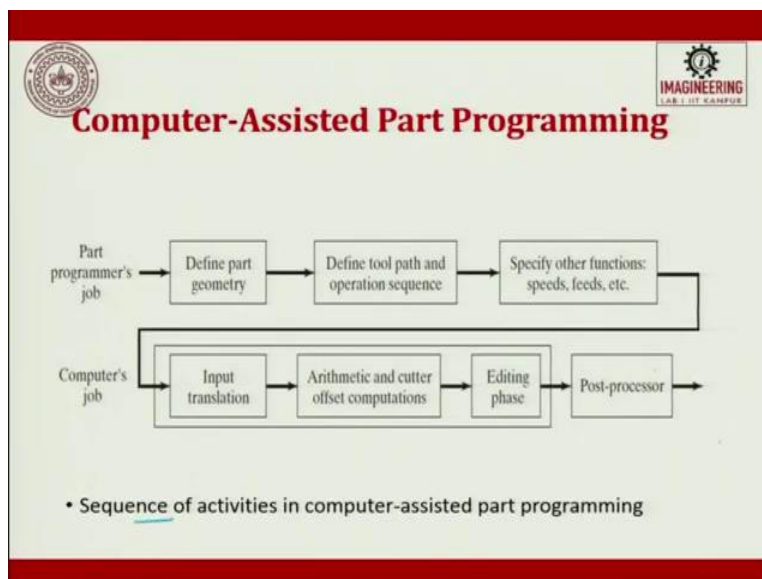 IMAGINEERING
LAB I IIT KANPUR
Computer-Assisted Part Programming
Part
programmer's
job
Define part
geometry
Define tool path and
operation sequence
Specify other functions:
speeds, feeds, etc.
Computer's
job
Input
translation
Arithmetic and cutter
offset computations
Editing
phase
Post-processor
• Sequence of activities in computer-assisted part programming